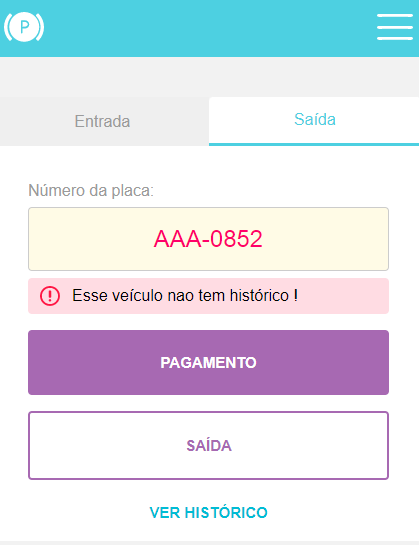 P
Entrada
Saída
Número da placa:
AAA-0852
Esse veículo nao tem histórico !
PAGAMENTO
SAÍDA
VER HISTÓRICO